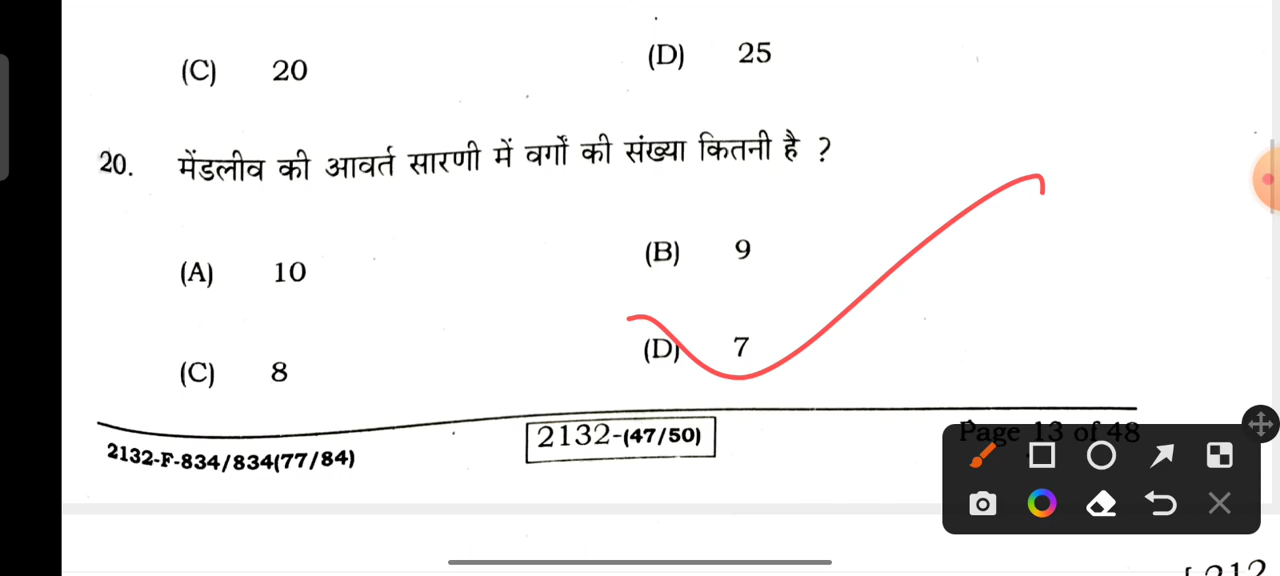 (C) 20 (D) 25
20. मेंडलीव की आवर्त सारणी में वर्गों की संख्या कितनी है ?
(A) 10 (B) 9
(C) 8 (D) 7
2132-F-834/834(77/84) 2132-(47/50) Page 13 of 48